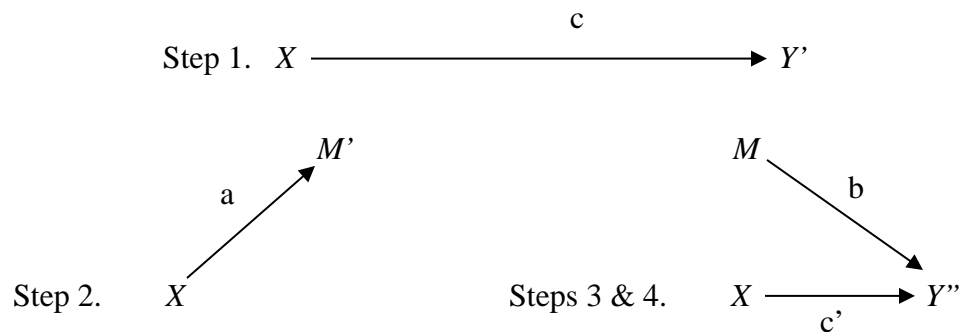 c
Step 1. X Y’
M’
M
a
b
Step 2. X
Steps 3 & 4. X Y”
c’